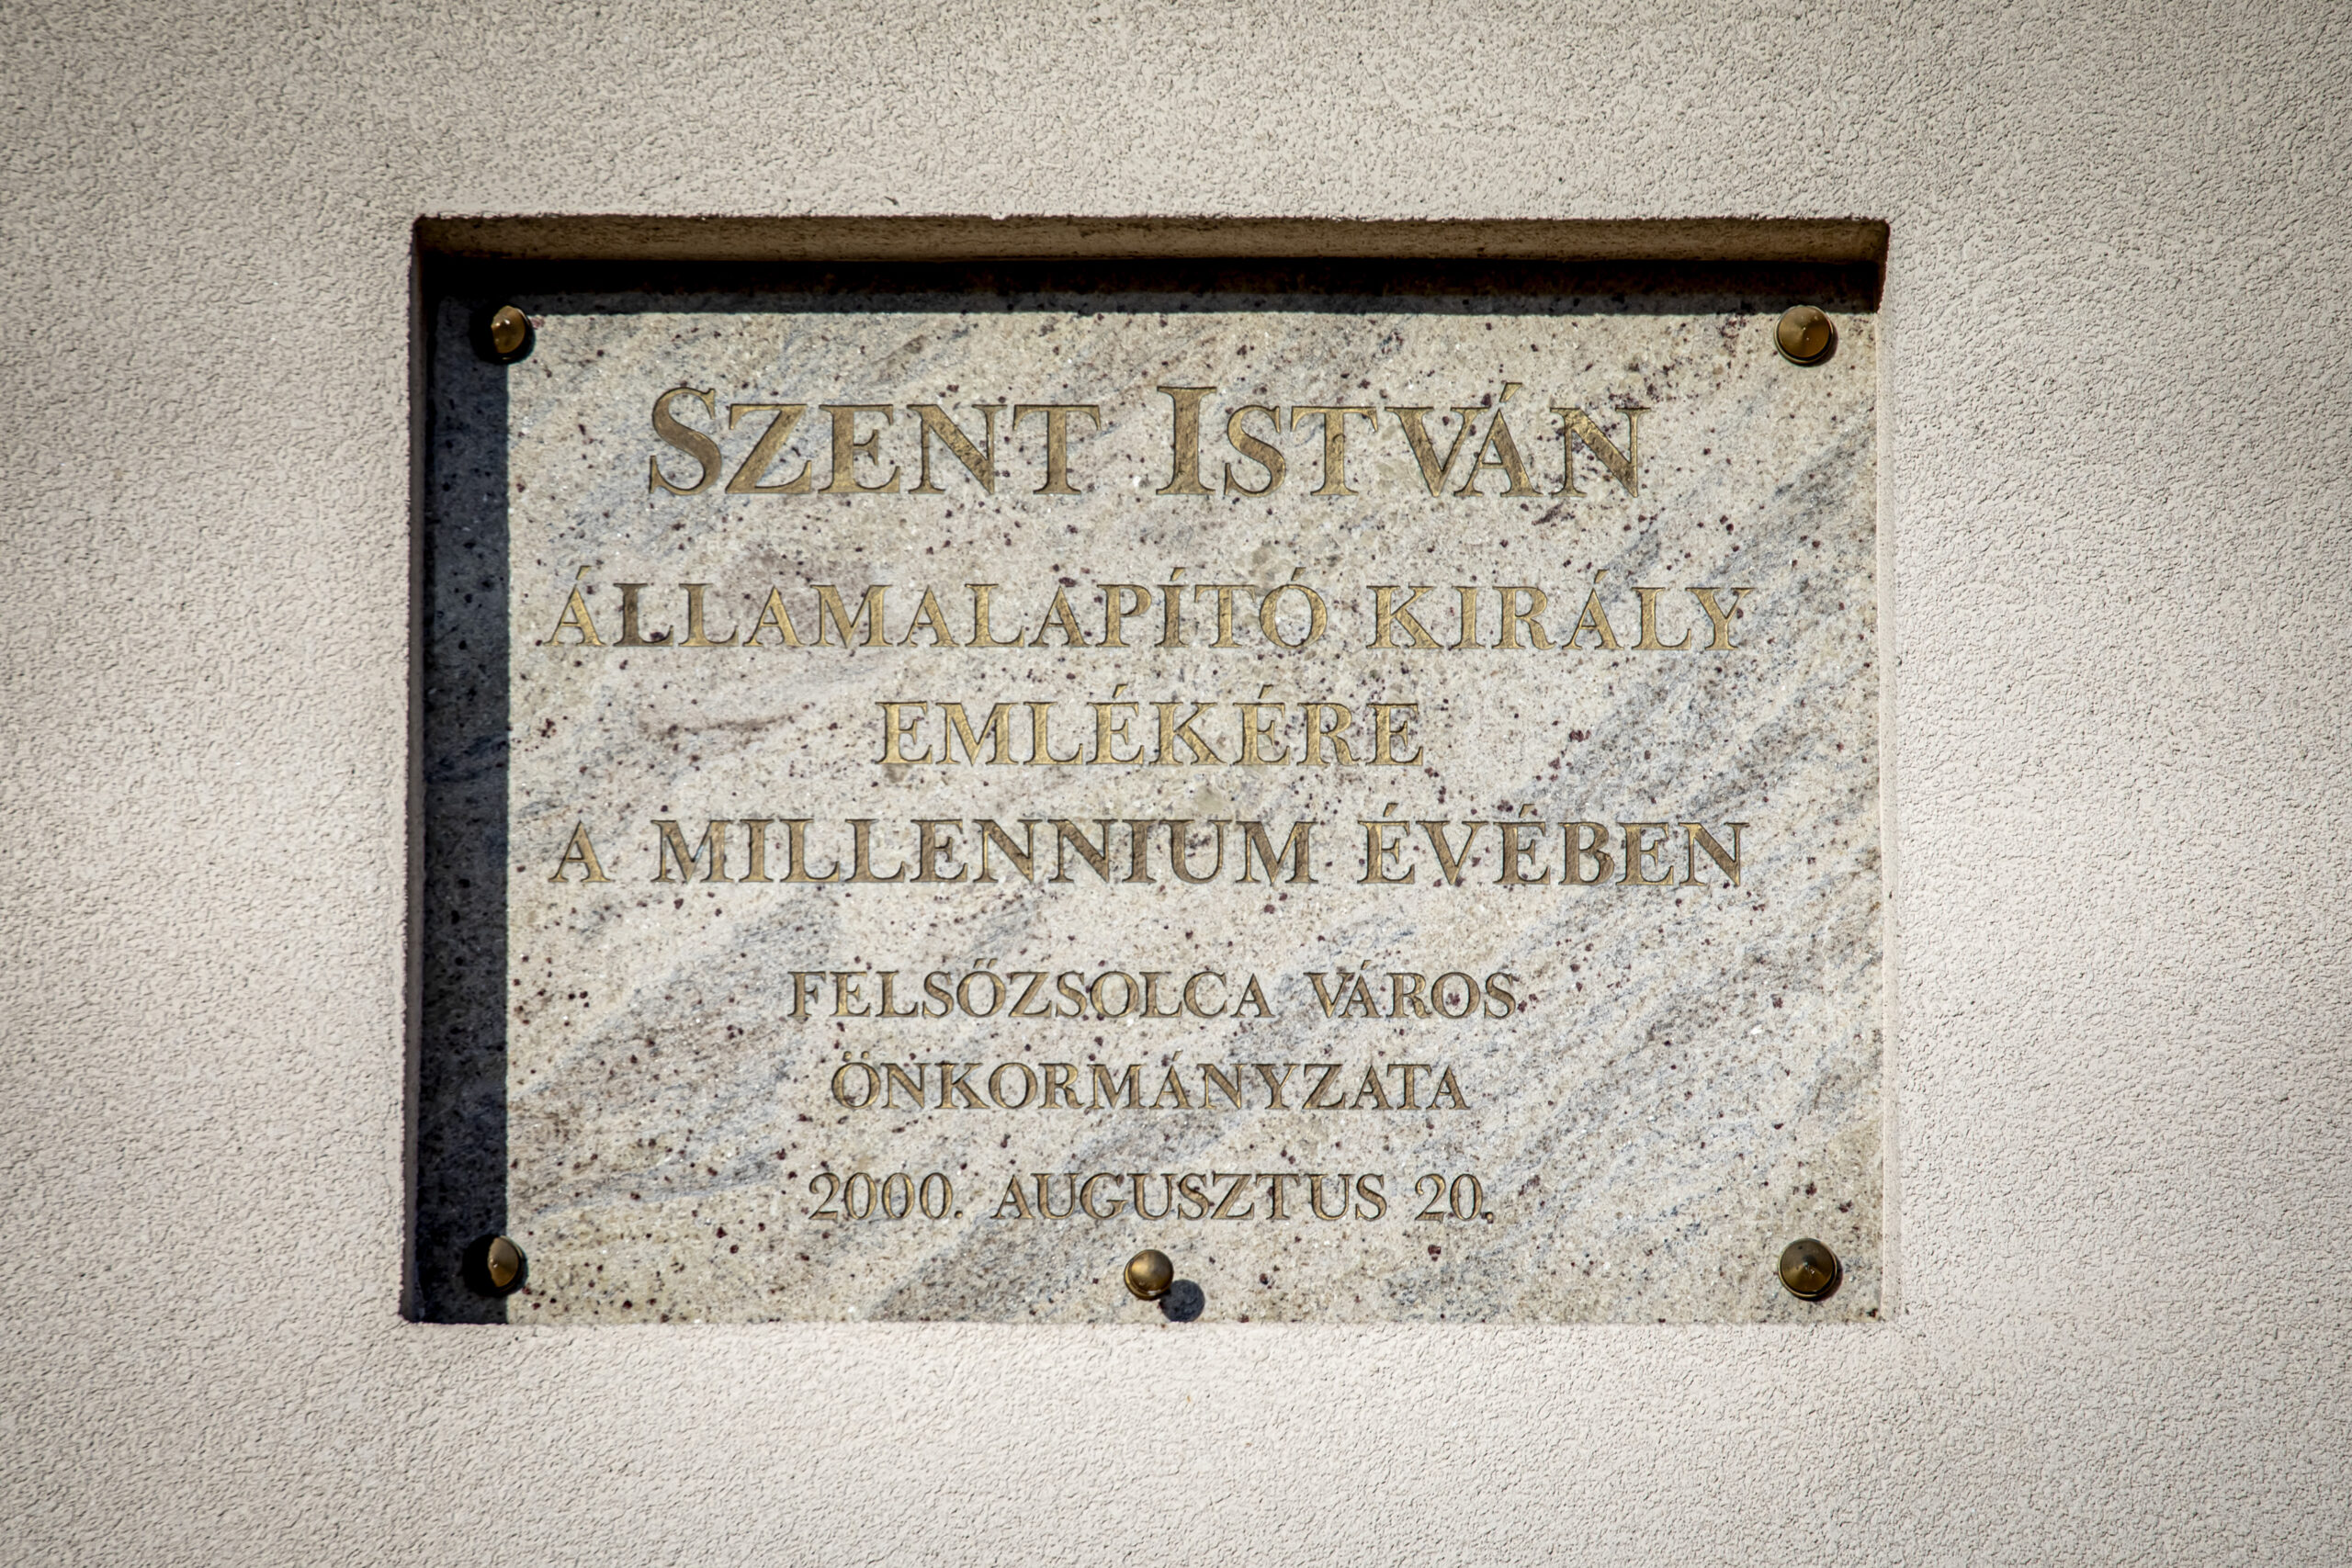 SZENT ISTVÁN
ÁLLAMALAPÍTÓ KIRÁLY
EMLÉKÉRE
A MILLENNIUM ÉVÉBEN
FELSŐZSOLCA VÁROS
ÖNKORMÁNYZATA
2000. AUGUSZTUS 20.